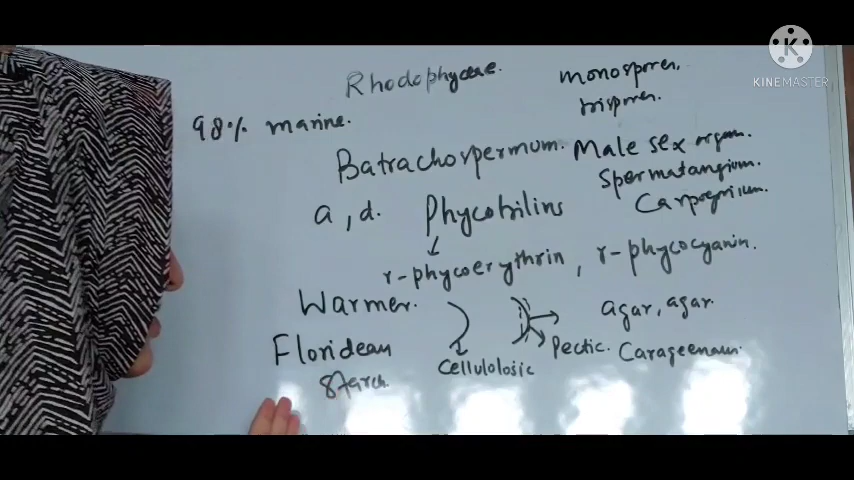 Rhodophyceae.
98% marine.
Batrachospermum.
a, d. Phycobilins
r-phycoerythrin, r-phycocyanin.
Warmer.
Floridean
Starch.
Cellulolosic
Pectic.
monospores,
bispores.
Male sex organ.
Spermatangium.
Carpogonium.
agar, agar.
Carageenan.
K
KINEMASTER